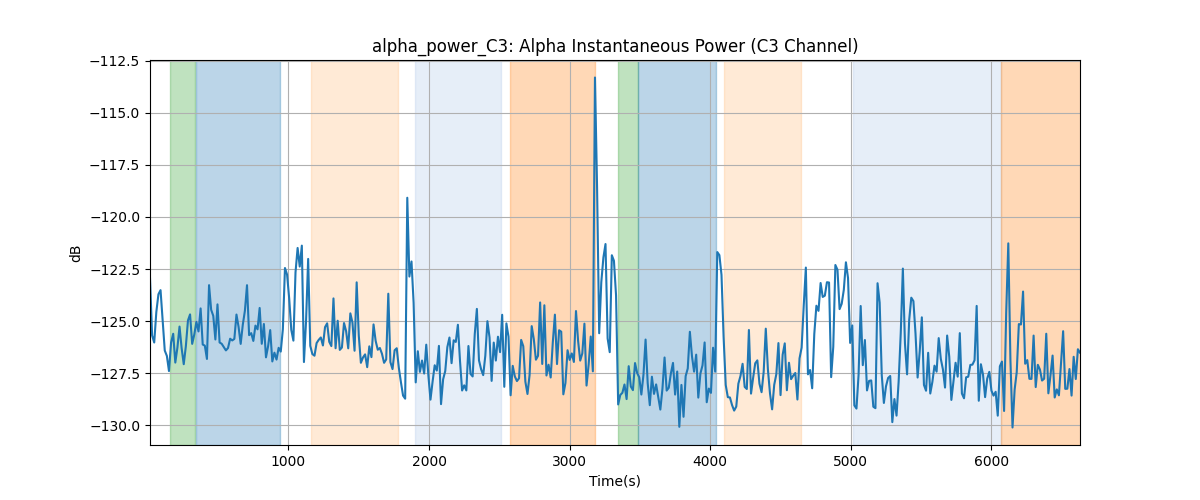 alpha_power_C3: Alpha Instantaneous Power (C3 Channel)
−112.5
−115.0
−117.5
−120.0
−122.5
−125.0
−127.5
−130.0
dB
1000 2000 3000 4000 5000 6000
Time(s)